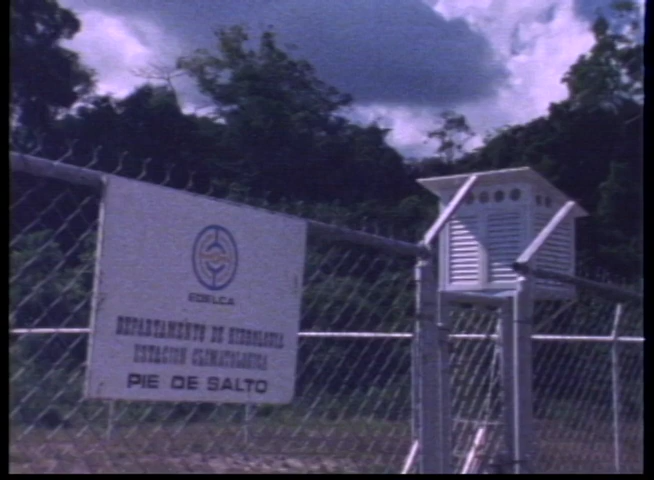 EDELCA
DEPARTAMENTO DE HIDROLOGIA
ESTACION CLIMATOLOGICA
PIE DE SALTO